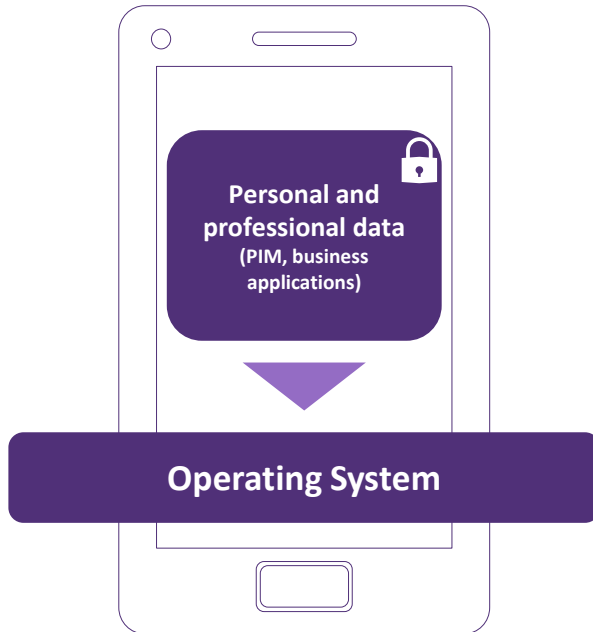 Personal and
professional data
(PIM, business
applications)
Operating System